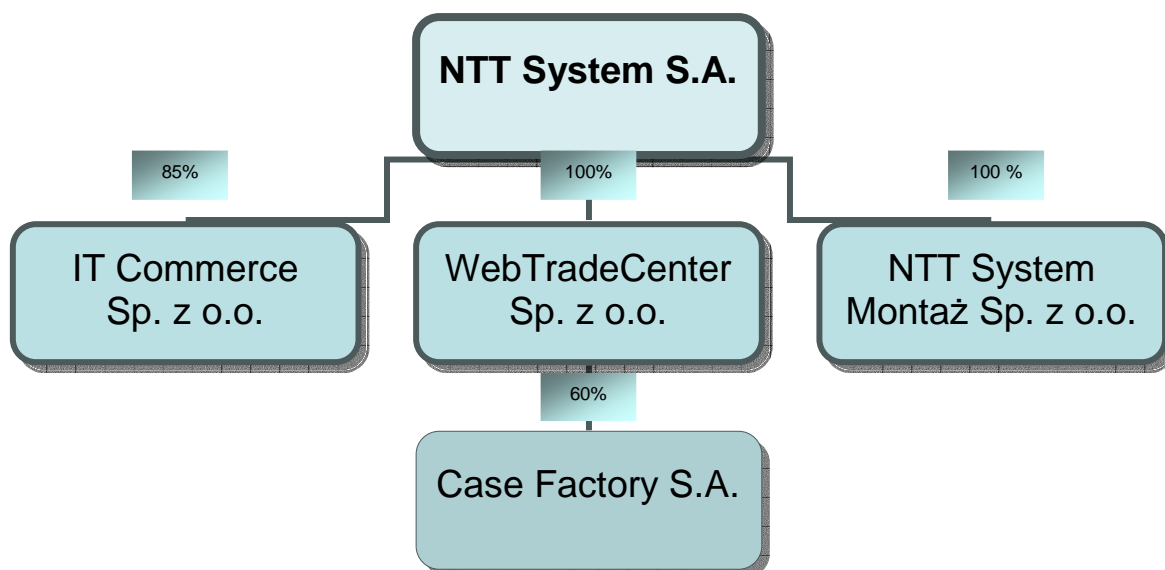 NTT System S.A.
85%
100%
100 %
IT Commerce
Sp. z o.o.
WebTradeCenter
Sp. z o.o.
NTT System
Montaż Sp. z o.o.
60%
Case Factory S.A.